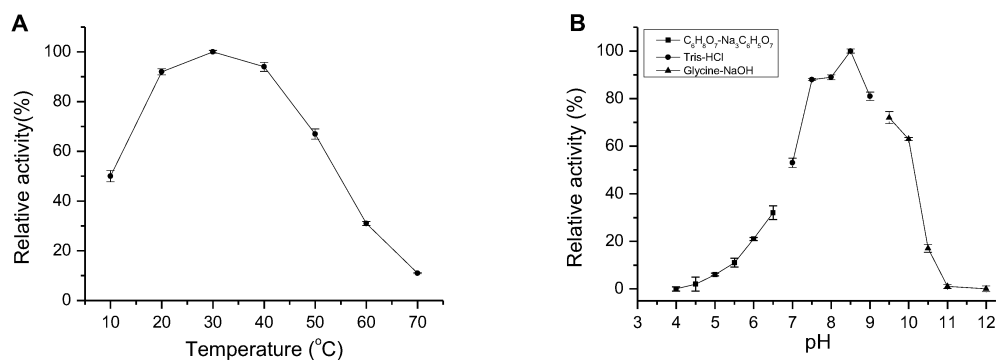 A
Relative activity(%)
100
80
60
40
20
0
10 20 30 40 50 60 70
Temperature (°C)
B
C₆H₈O₇-Na₃C₆H₅O₇
Tris-HCl
Glycine-NaOH
Relative activity (%)
100
80
60
40
20
0
3 4 5 6 7 8 9 10 11 12
pH